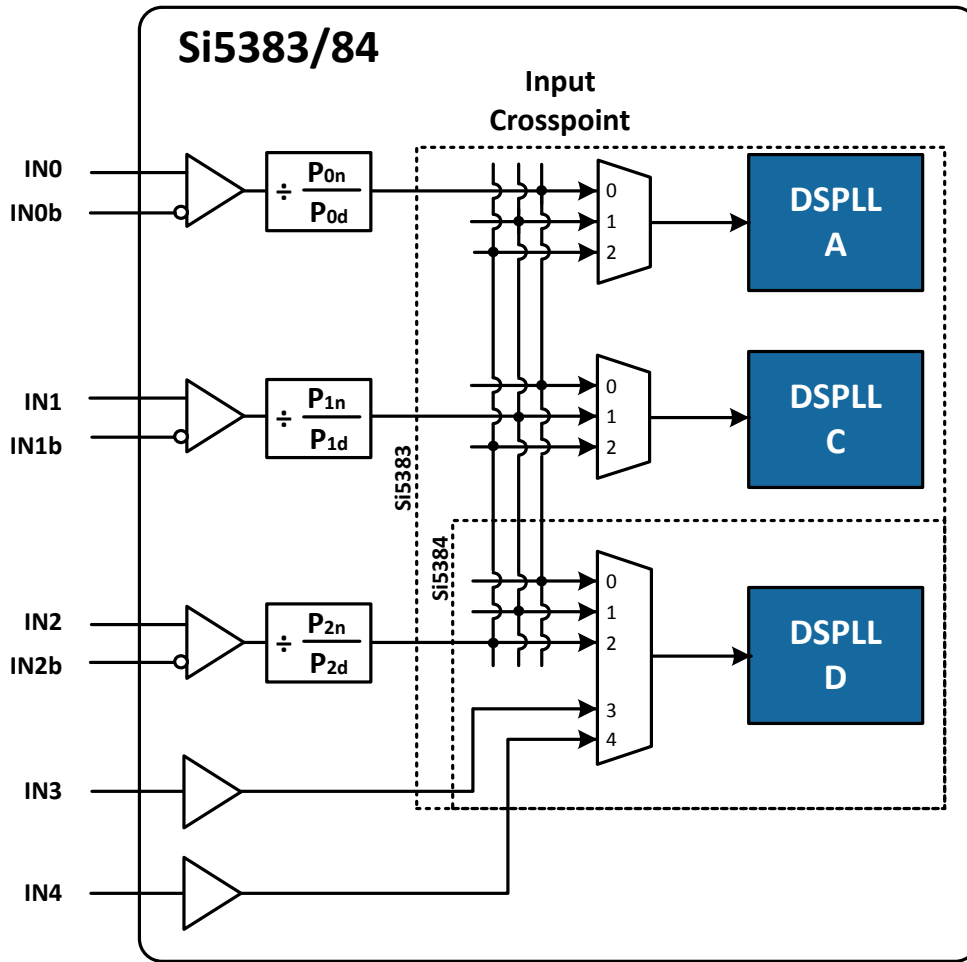 Si5383/84
Input
Crosspoint
IN0
IN0b
÷ P0n
P0d
0
1
2
DSPLL
A
IN1
IN1b
÷ P1n
P1d
0
1
2
DSPLL
C
Si5383
Si5384
IN2
IN2b
÷ P2n
P2d
0
1
2
3
4
DSPLL
D
IN3
IN4